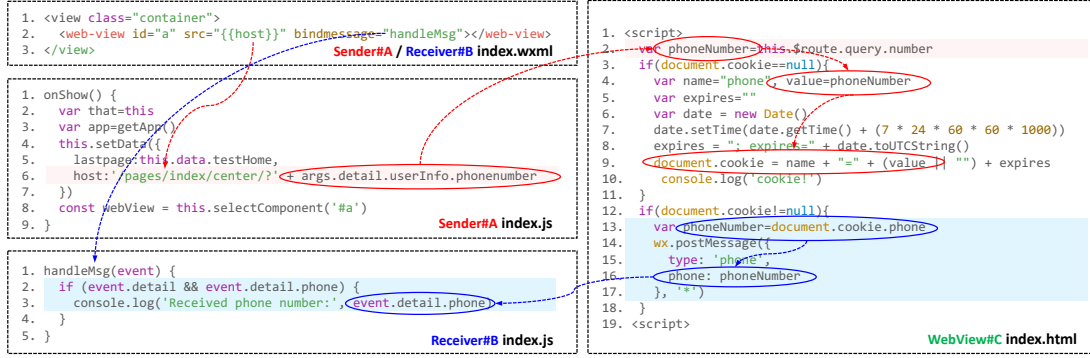 1. <view class="container">
2. <web-view id="a" src="{{host}}" bindmessage="handleMsg"></web-view>
3. </view>
Sender#A / Receiver#B index.wxml
1. onShow() {
2. var that=this
3. var app=getApp()
4. this.setData({
5. lastpage:this.data.testHome,
6. host:'/pages/index/center/?' + args.detail.userInfo.phonenumber
7. })
8. const webView = this.selectComponent('#a')
9. }
Sender#A index.js
1. handleMsg(event) {
2. if (event.detail && event.detail.phone) {
3. console.log('Received phone number:', event.detail.phone)
4. }
5. }
Receiver#B index.js
1. <script>
2. var phoneNumber=this.$route.query.number
3. if(document.cookie==null){
4. var name="phone", value=phoneNumber
5. var expires=""
6. var date = new Date()
7. date.setTime(date.getTime() + (7 * 24 * 60 * 60 * 1000))
8. expires = "; expires=" + date.toUTCString()
9. document.cookie = name + "=" + (value || "") + expires
10. console.log('cookie!')
11. }
12. if(document.cookie!=null){
13. var phoneNumber=document.cookie.phone
14. wx.postMessage({
15. type: 'phone',
16. phone: phoneNumber
17. }, '*')
18. }
19. <script>
WebView#C index.html